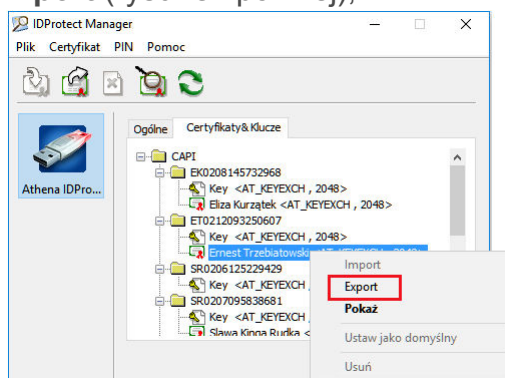 IDProtect Manager
Plik Certyfikat PIN Pomoc
Athena IDPro...
Ogólne Certyfikaty& Klucze
CAPI
EK0208145732968
Key <AT_KEYEXCH , 2048>
Eliza Kurzątek <AT_KEYEXCH , 2048>
ET0212093250607
Key <AT_KEYEXCH , 2048>
Ernest Trzebiatowski
SR0206125229429
Key <AT_KEYEXCH ,
SR0207095838681
Key <AT_KEYEXCH ,
Sława Kinga Rudka <
Import
Export
Pokaż
Ustaw jako domyślny
Usuń